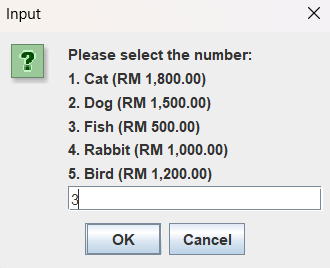 Input
?
Please select the number:
1. Cat (RM 1,800.00)
2. Dog (RM 1,500.00)
3. Fish (RM 500.00)
4. Rabbit (RM 1,000.00)
5. Bird (RM 1,200.00)
3
OK Cancel